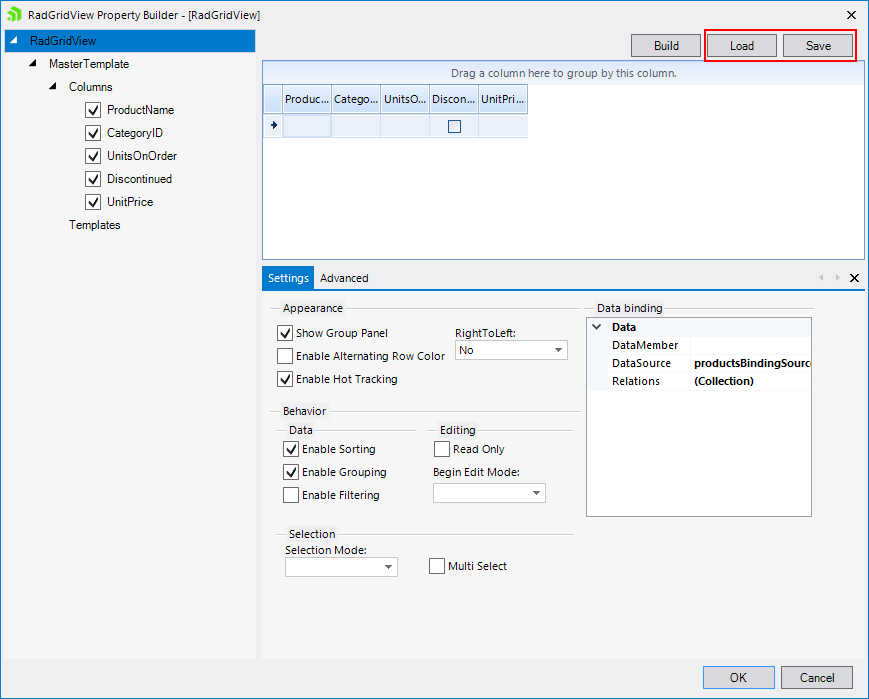 RadGridView Property Builder - [RadGridView]
RadGridView
MasterTemplate
Columns
ProductName
CategoryID
UnitsOnOrder
Discontinued
UnitPrice
Templates
Build Load Save
Drag a column here to group by this column.
Produc... Catego... UnitsO... Discon... UnitPri...
Settings Advanced
Appearance
Show Group Panel
Enable Alternating Row Color
Enable Hot Tracking
RightToLeft:
No
Behavior
Data
Enable Sorting
Enable Grouping
Enable Filtering
Editing
Read Only
Begin Edit Mode:
Selection
Selection Mode:
Multi Select
Data binding
Data
DataMember
DataSource productsBindingSourc
Relations (Collection)
OK Cancel